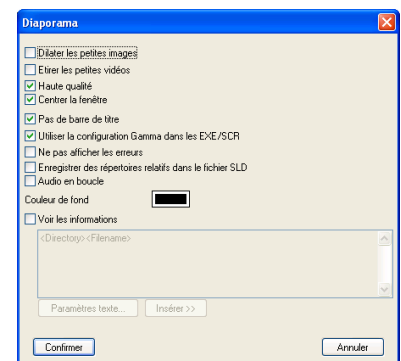 Diaporama
Dilater les petites images
Etirer les petites vidéos
Haute qualité
Centrer la fenêtre
Pas de barre de titre
Utiliser la configuration Gamma dans les EXE/SCR
Ne pas afficher les erreurs
Enregistrer des répertoires relatifs dans le fichier SLD
Audio en boucle
Couleur de fond
Voir les informations
<Directory><Filename>
Paramètres texte... Insérer >>
Confirmer Annuler